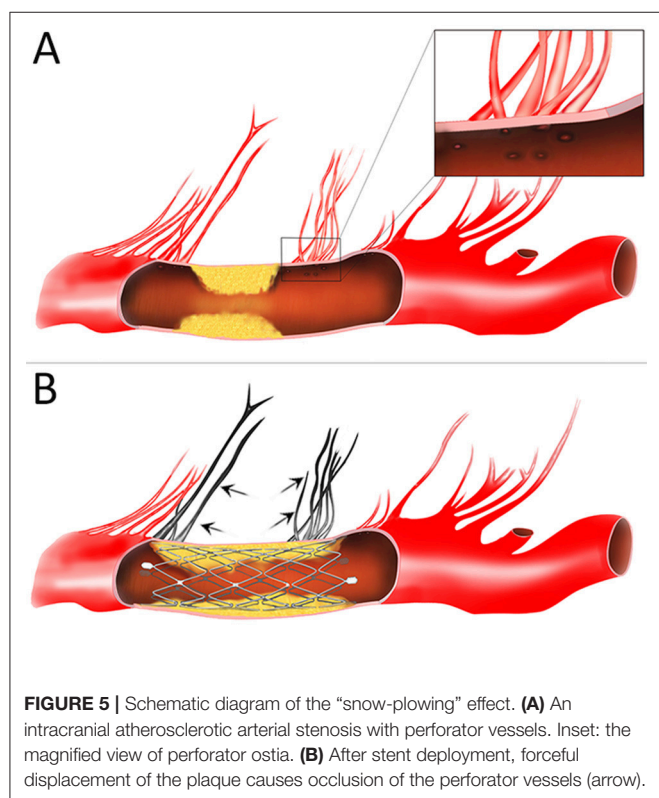 A
B
FIGURE 5 | Schematic diagram of the “snow-plowing” effect. (A) An
intracranial atherosclerotic arterial stenosis with perforator vessels. Inset: the
magnified view of perforator ostia. (B) After stent deployment, forceful
displacement of the plaque causes occlusion of the perforator vessels (arrow).